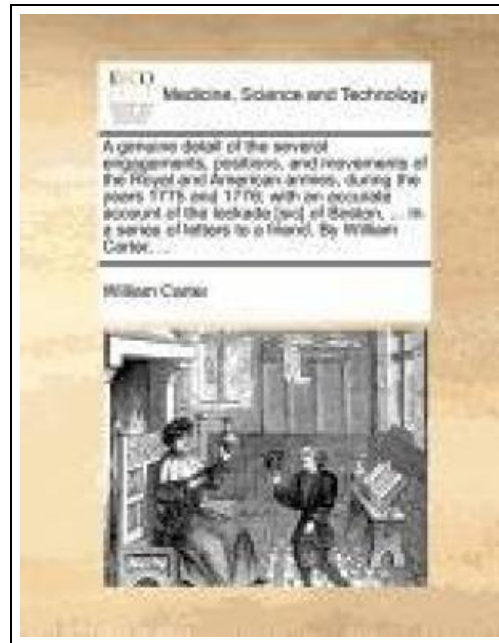 ECCO
Medicine, Science and Technology
A genuine detail of the several
engagements, positions, and movements of
the Royal and American armies, during the
years 1775 and 1776; with an accurate
account of the lockade [sic] of Boston, ... in
a series of letters to a friend. By William
Carter, ...
William Carter